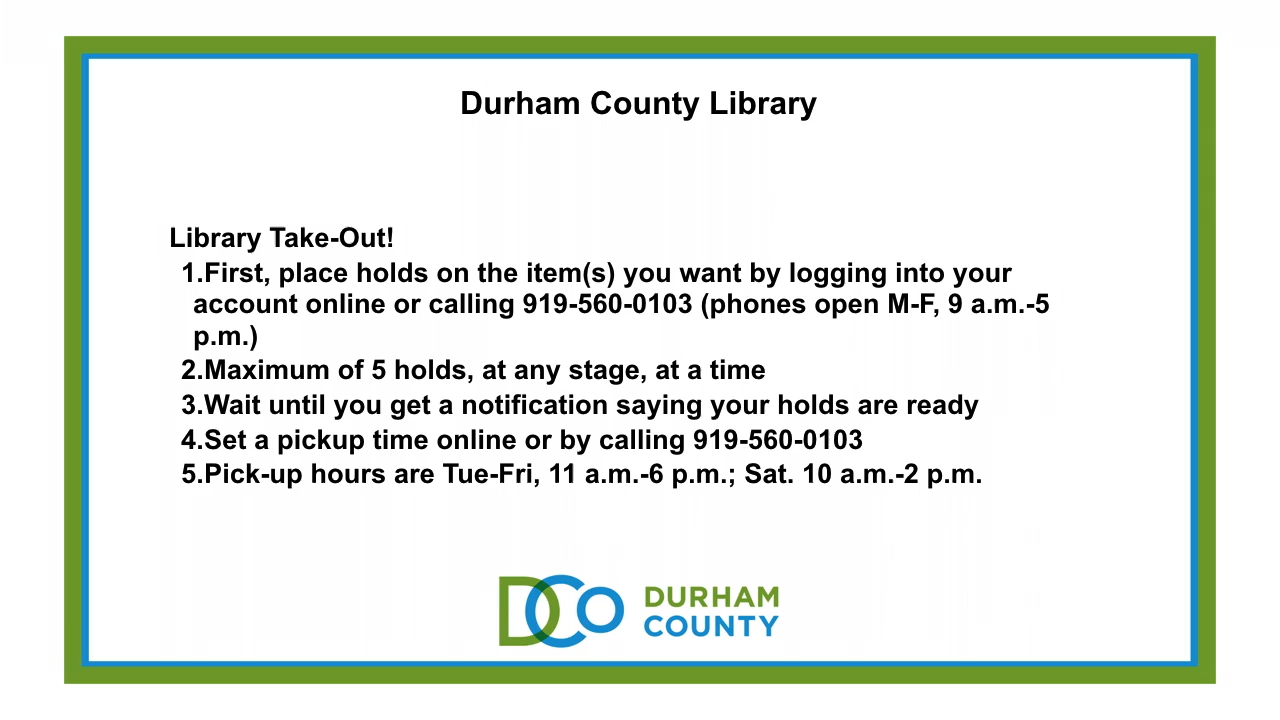 Durham County Library
Library Take-Out!
1.First, place holds on the item(s) you want by logging into your
account online or calling 919-560-0103 (phones open M-F, 9 a.m.-5
p.m.)
2.Maximum of 5 holds, at any stage, at a time
3.Wait until you get a notification saying your holds are ready
4.Set a pickup time online or by calling 919-560-0103
5.Pick-up hours are Tue-Fri, 11 a.m.-6 p.m.; Sat. 10 a.m.-2 p.m.
DCo DURHAM
COUNTY